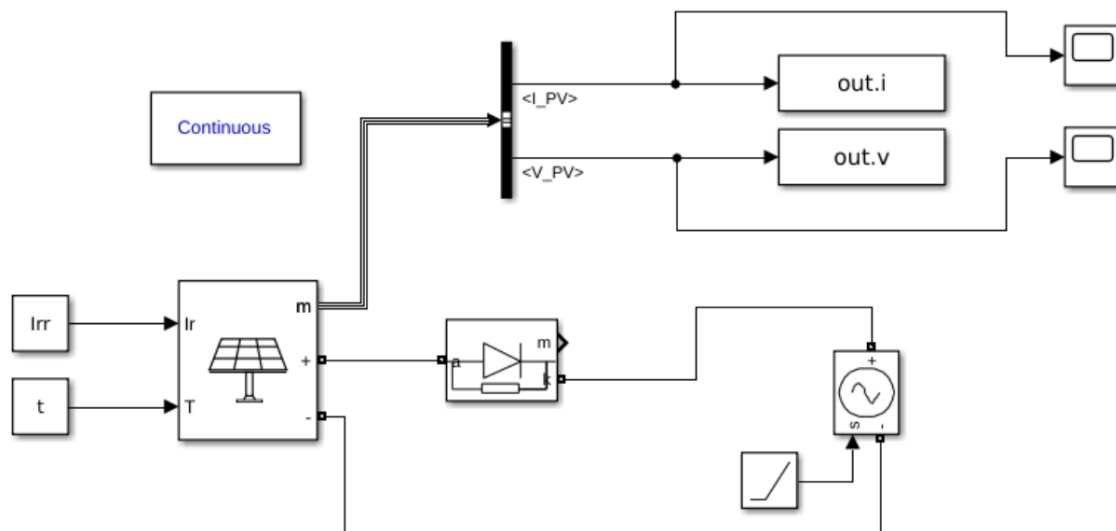 Continuous
<I_PV>
<V_PV>
out.i
out.v
Irr
t
Ir
T
m
+
-
a
m
k
+
s
-